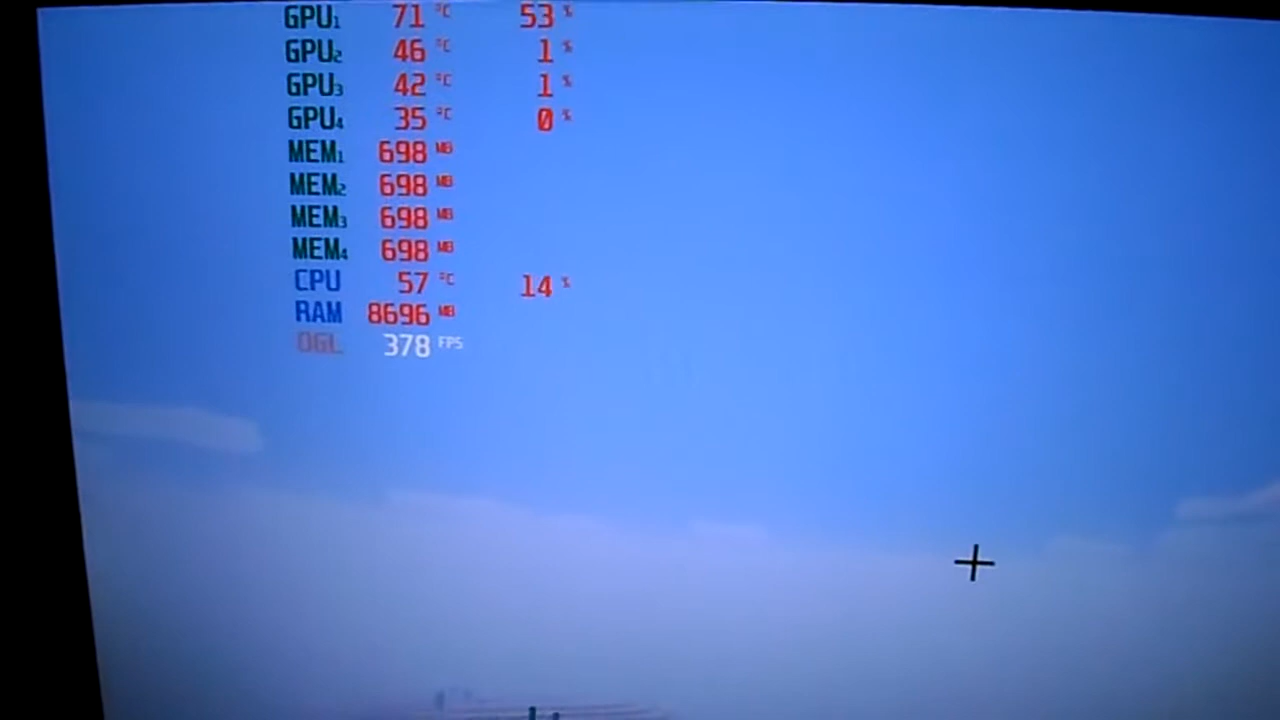 GPU1 71 °C 53 %
GPU2 46 °C 1 %
GPU3 42 °C 1 %
GPU4 35 °C 0 %
MEM1 698 MB
MEM2 698 MB
MEM3 698 MB
MEM4 698 MB
CPU 57 °C 14 %
RAM 8696 MB
OGL 378 FPS